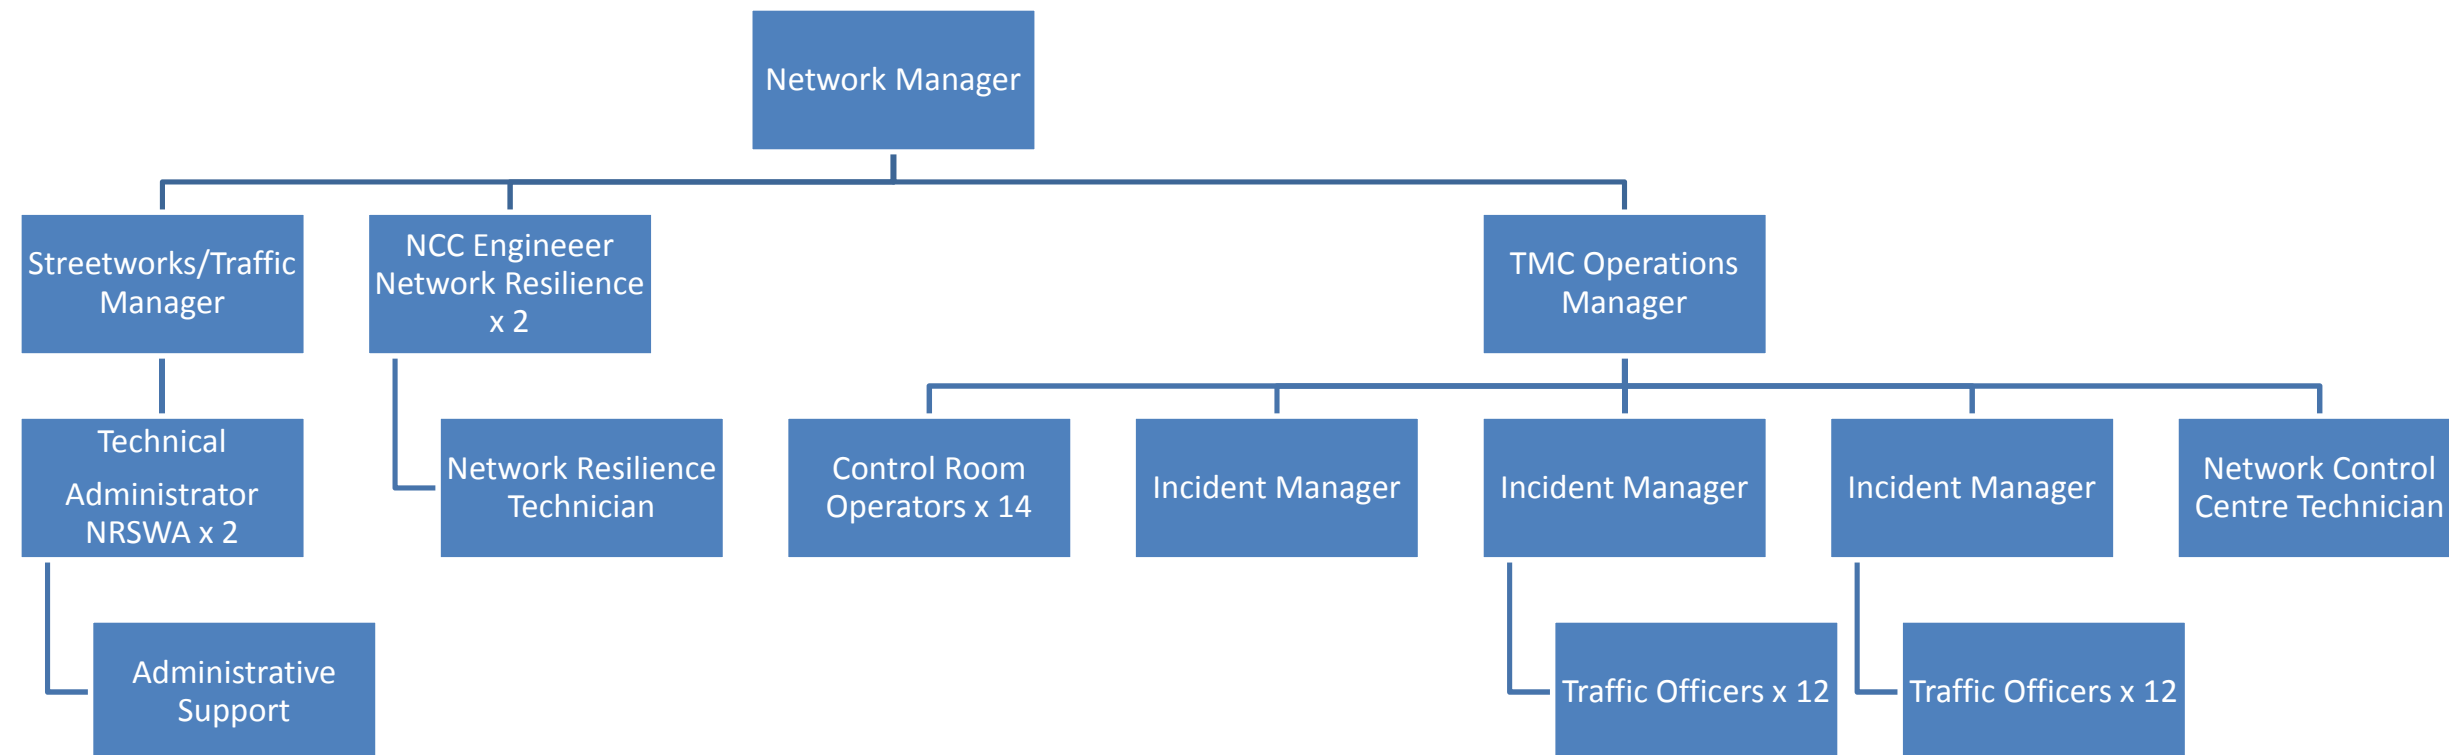 Network Manager
Streetworks/Traffic
Manager
NCC Engineeer
Network Resilience
x 2
TMC Operations
Manager
Technical
Administrator
NRSWA x 2
Network Resilience
Technician
Control Room
Operators x 14
Incident Manager
Incident Manager
Incident Manager
Network Control
Centre Technician
Administrative
Support
Traffic Officers x 12
Traffic Officers x 12